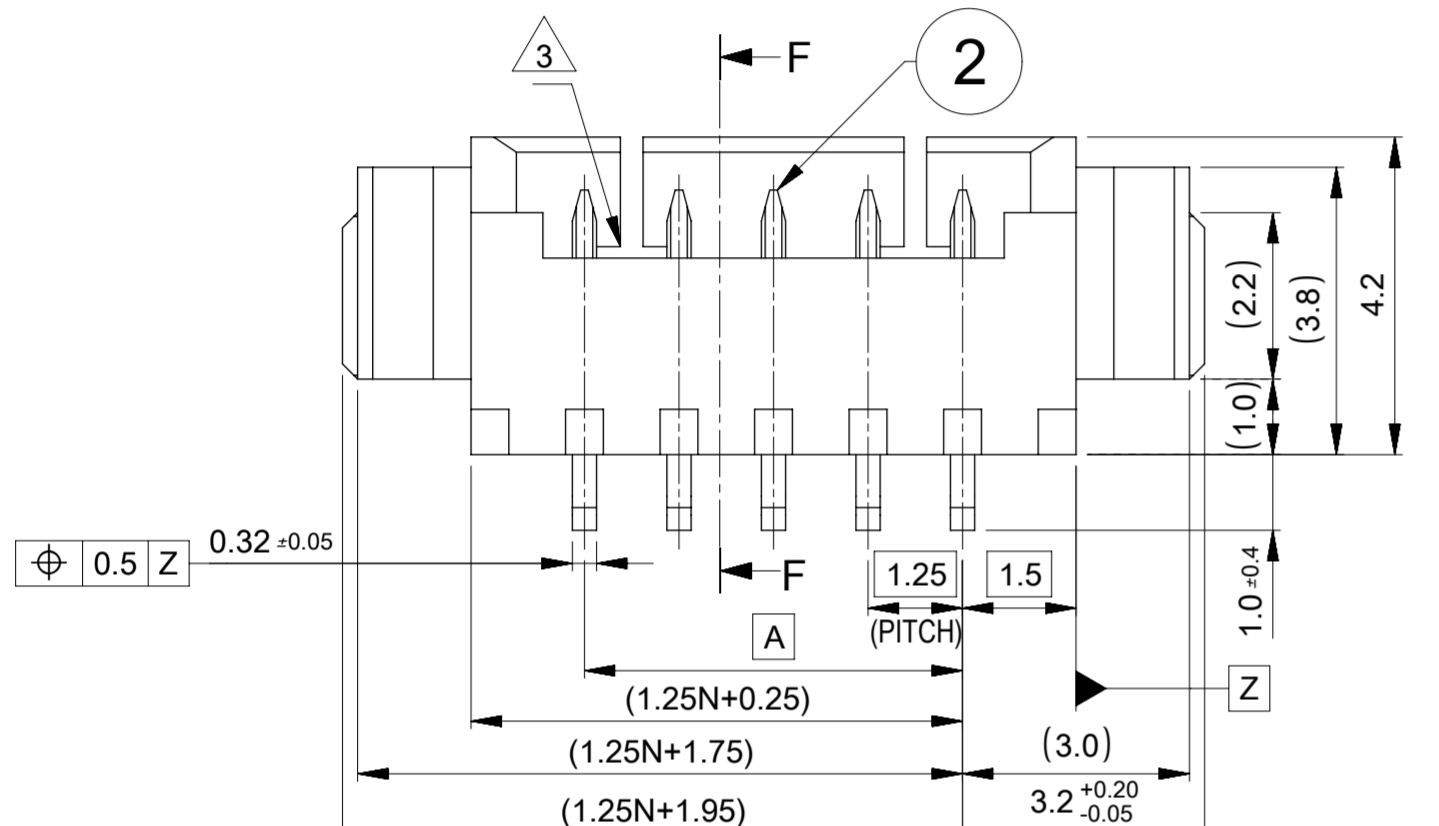 3
F
2
(2.2)
(3.8)
4.2
(1.0)
⌖ 0.5 Z
0.32 ±0.05
F
1.25
1.5
(PITCH)
1.0 ±0.4
A
Z
(1.25N+0.25)
(1.25N+1.75)
(3.0)
(1.25N+1.95)
3.2 +0.20 -0.05